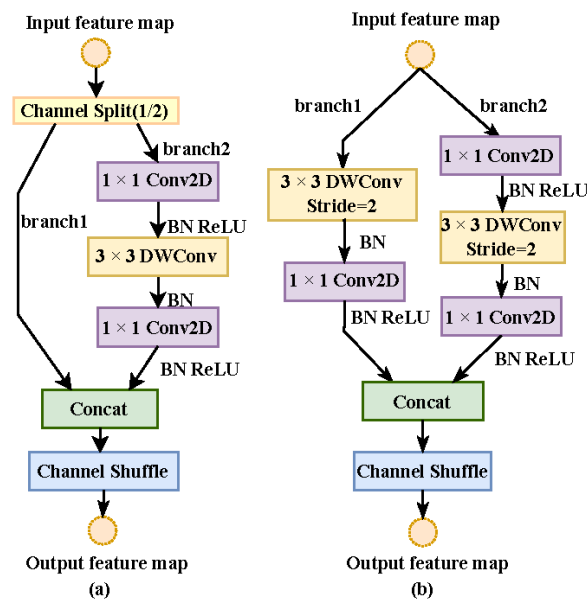 Input feature map
Channel Split(1/2)
branch2
1 × 1 Conv2D
branch1
BN ReLU
3 × 3 DWConv
BN
1 × 1 Conv2D
BN ReLU
Concat
Channel Shuffle
Output feature map
(a)
Input feature map
branch1
branch2
3 × 3 DWConv
Stride=2
BN
1 × 1 Conv2D
BN ReLU
1 × 1 Conv2D
BN ReLU
3 × 3 DWConv
Stride=2
BN
1 × 1 Conv2D
BN ReLU
Concat
Channel Shuffle
Output feature map
(b)